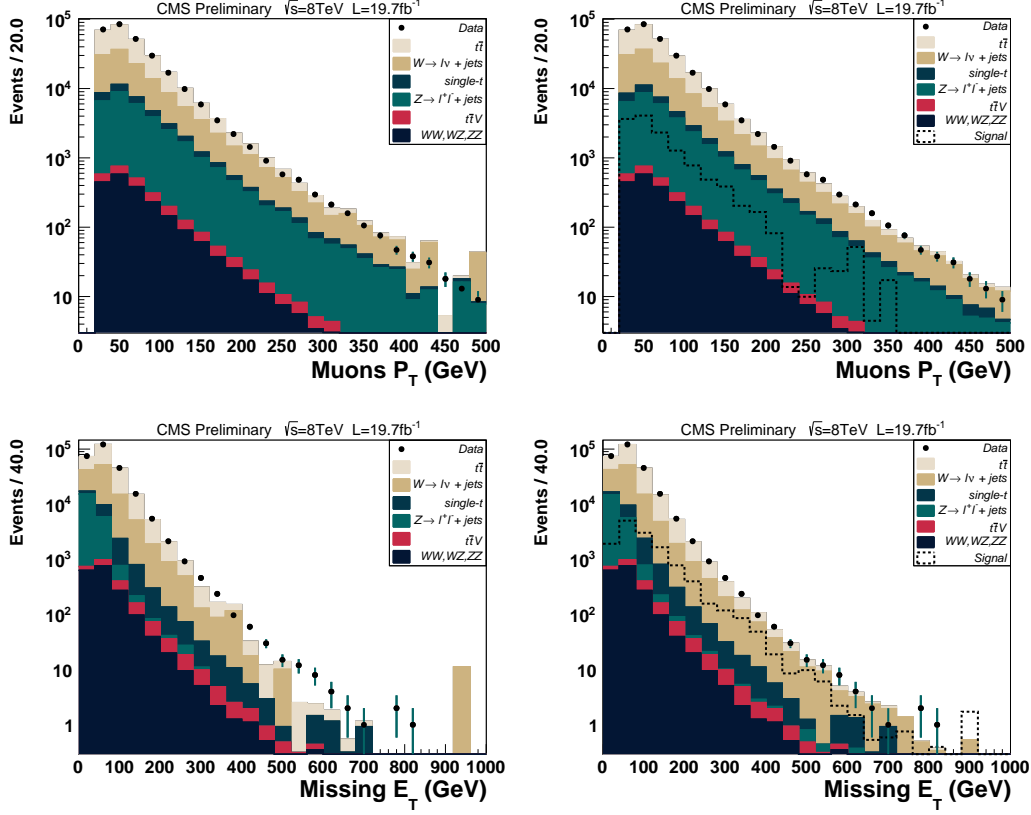 CMS Preliminary √s=8TeV L=19.7fb⁻¹
Events / 20.0
10⁵
10⁴
10³
10²
10
Data
tt̄
W→ lν + jets
single-t
Z→ l⁺l⁻ + jets
tt̄V
WW,WZ,ZZ
0 50 100 150 200 250 300 350 400 450 500
Muons P_T (GeV)
CMS Preliminary √s=8TeV L=19.7fb⁻¹
Events / 20.0
10⁵
10⁴
10³
10²
10
Data
tt̄
W→ lν + jets
single-t
Z→ l⁺l⁻ + jets
tt̄V
WW,WZ,ZZ
Signal
0 50 100 150 200 250 300 350 400 450 500
Muons P_T (GeV)
CMS Preliminary √s=8TeV L=19.7fb⁻¹
Events / 40.0
10⁵
10⁴
10³
10²
10
1
Data
tt̄
W→ lν + jets
single-t
Z→ l⁺l⁻ + jets
tt̄V
WW,WZ,ZZ
0 100 200 300 400 500 600 700 800 900 1000
Missing E_T (GeV)
CMS Preliminary √s=8TeV L=19.7fb⁻¹
Events / 40.0
10⁵
10⁴
10³
10²
10
1
Data
tt̄
W→ lν + jets
single-t
Z→ l⁺l⁻ + jets
tt̄V
WW,WZ,ZZ
Signal
0 100 200 300 400 500 600 700 800 900 1000
Missing E_T (GeV)